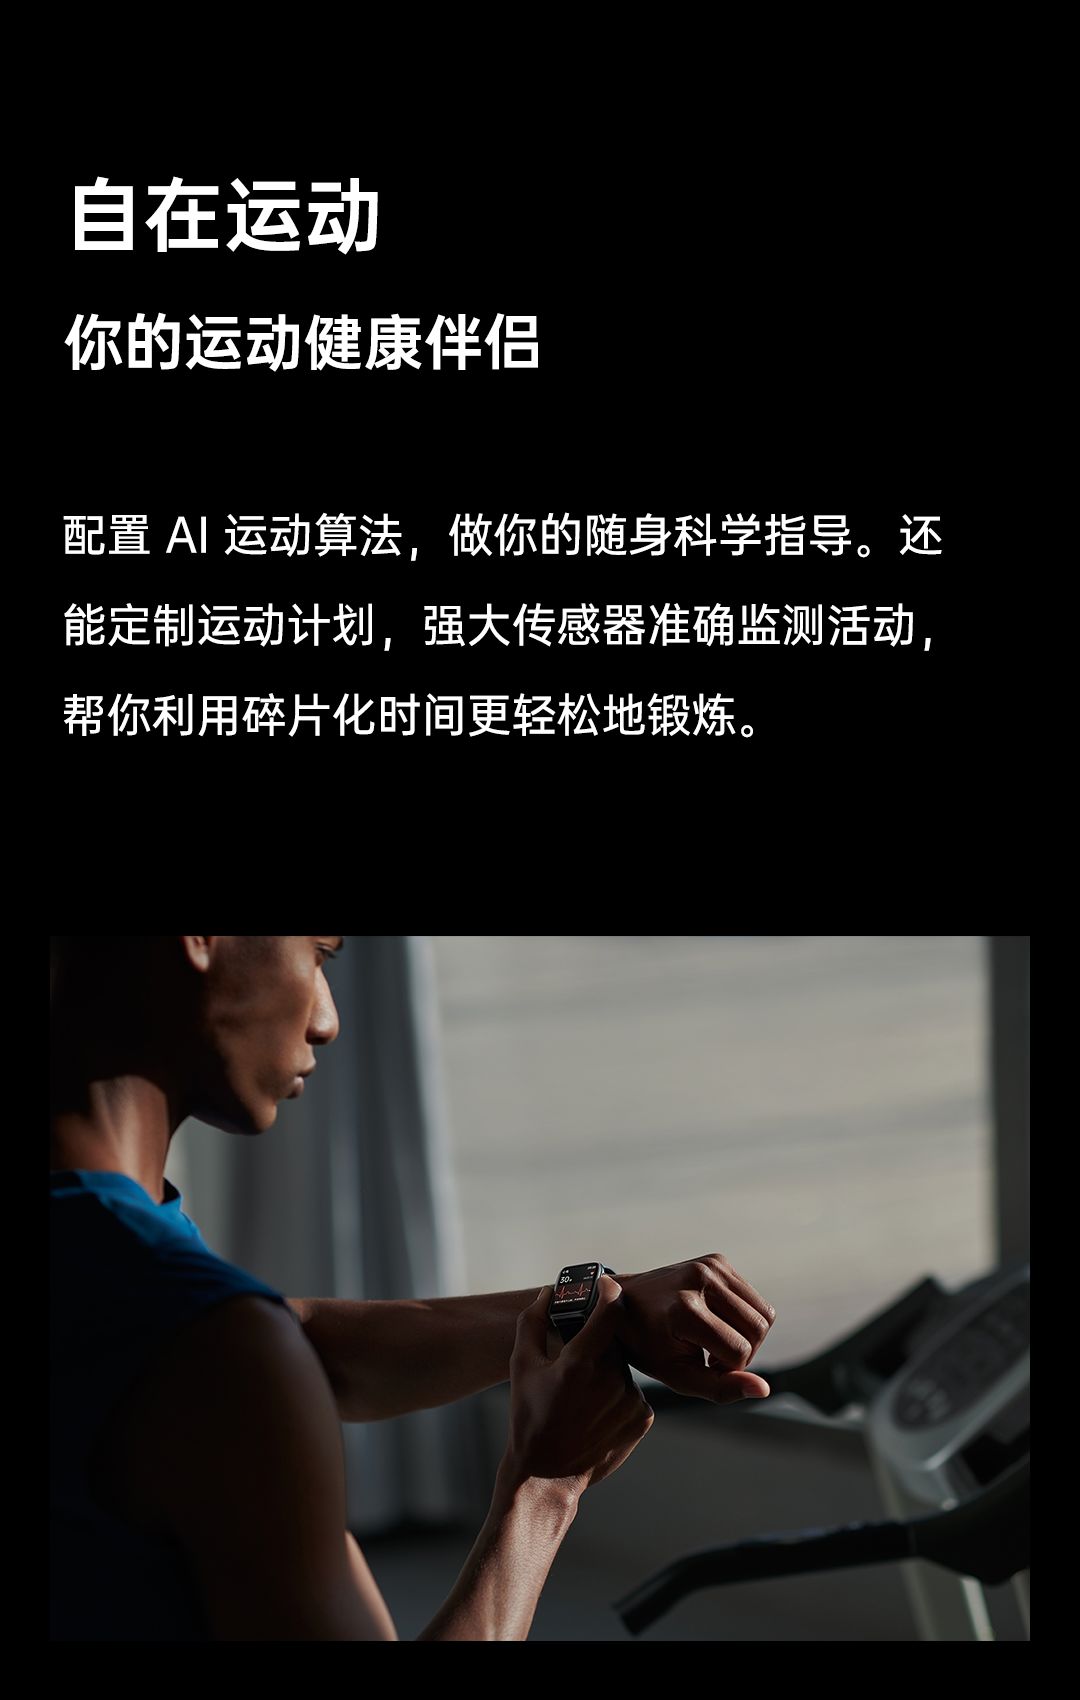 自在运动
你的运动健康伴侣
配置 AI 运动算法，做你的随身科学指导。还
能定制运动计划，强大传感器准确监测活动，
帮你利用碎片化时间更轻松地锻炼。
30